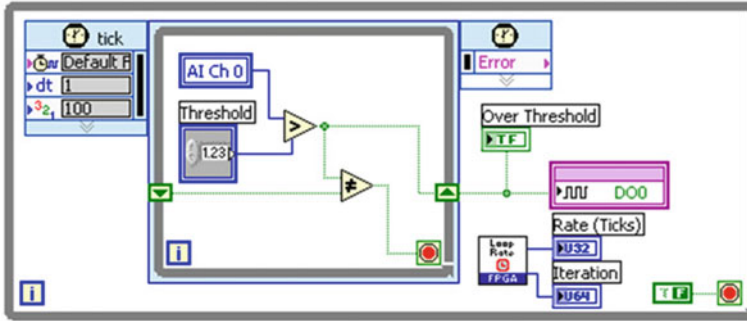 tick
Default F
dt 1
321 100
AI Ch 0
Threshold
1.23
>
≠
i
Error
Over Threshold
TF
DO0
Rate (Ticks)
U32
Loop
Rate
FPGA
Iteration
U64
i
F